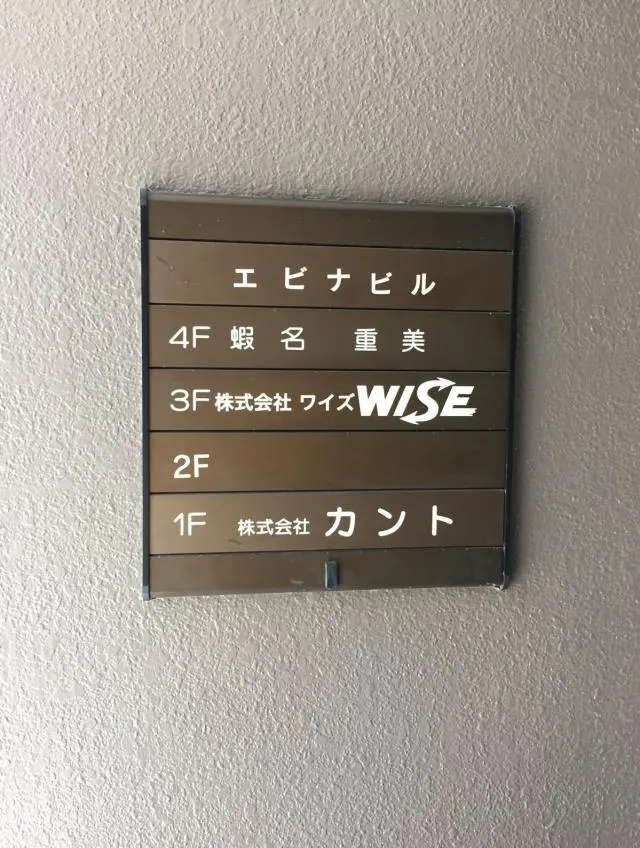 エビナビル
4F 蝦名 重美
3F 株式会社 ワイズ WISE
2F
1F 株式会社 カント